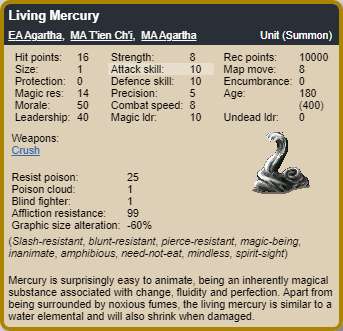 Living Mercury
EA Agartha, MA T'ien Ch'i, MA Agartha Unit (Summon)
Hit points: 16 Strength: 8 Rec points: 10000
Size: 1 Attack skill: 10 Map move: 8
Protection: 0 Defence skill: 10 Encumbrance: 0
Magic res: 14 Precision: 5 Age: 180
Morale: 50 Combat speed: 8 (400)
Leadership: 40 Magic ldr: 10 Undead ldr: 0
Weapons:
Crush
Resist poison: 25
Poison cloud: 1
Blind fighter: 1
Affliction resistance: 99
Graphic size alteration: -60%
(Slash-resistant, blunt-resistant, pierce-resistant, magic-being,
inanimate, amphibious, need-not-eat, mindless, spirit-sight)
Mercury is surprisingly easy to animate, being an inherently magical
substance associated with change, fluidity and perfection. Apart from
being surrounded by noxious fumes, the living mercury is similar to a
water elemental and will also shrink when damaged.